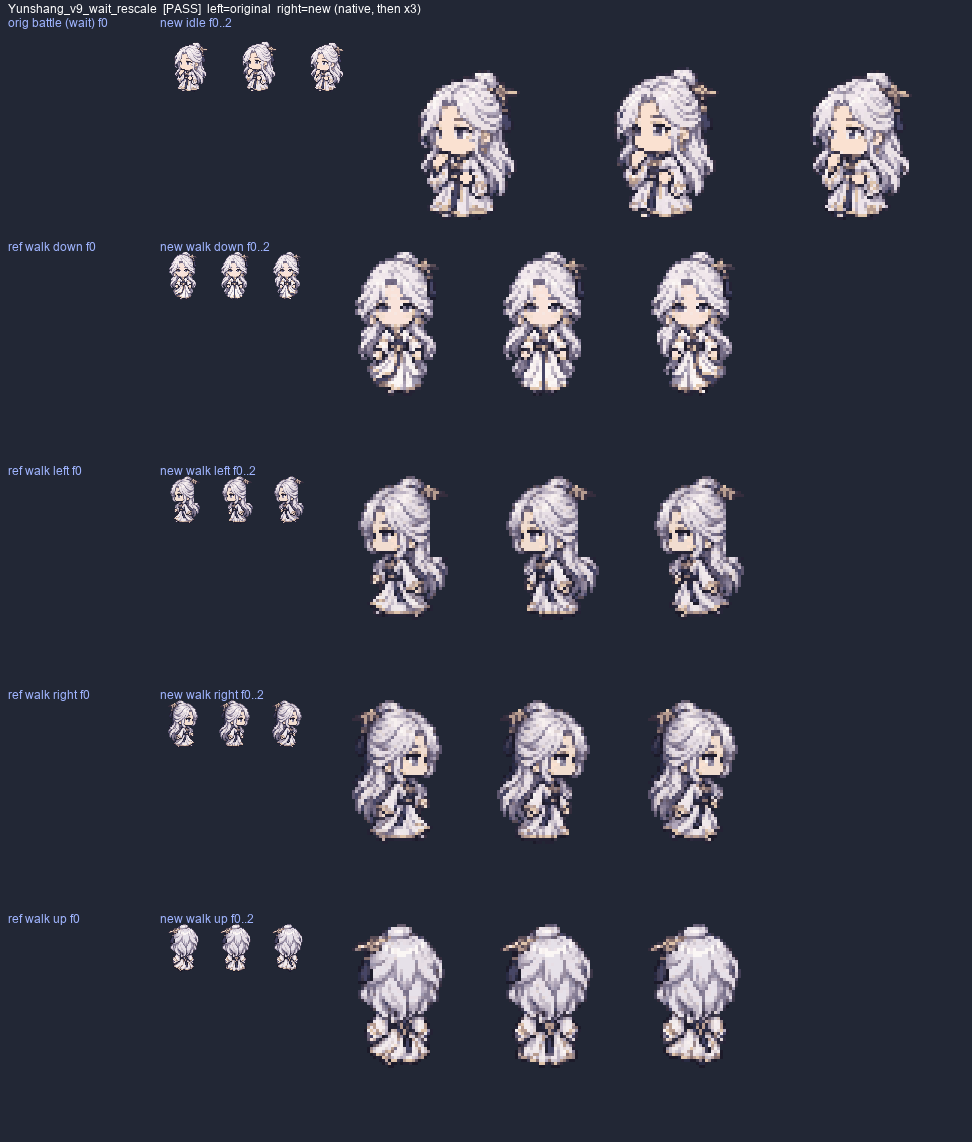 Yunshang_v9_wait_rescale  [PASS]  left=original  right=new (native, then x3)
orig battle (wait) f0
new idle f0..2
ref walk down f0
new walk down f0..2
ref walk left f0
new walk left f0..2
ref walk right f0
new walk right f0..2
ref walk up f0
new walk up f0..2